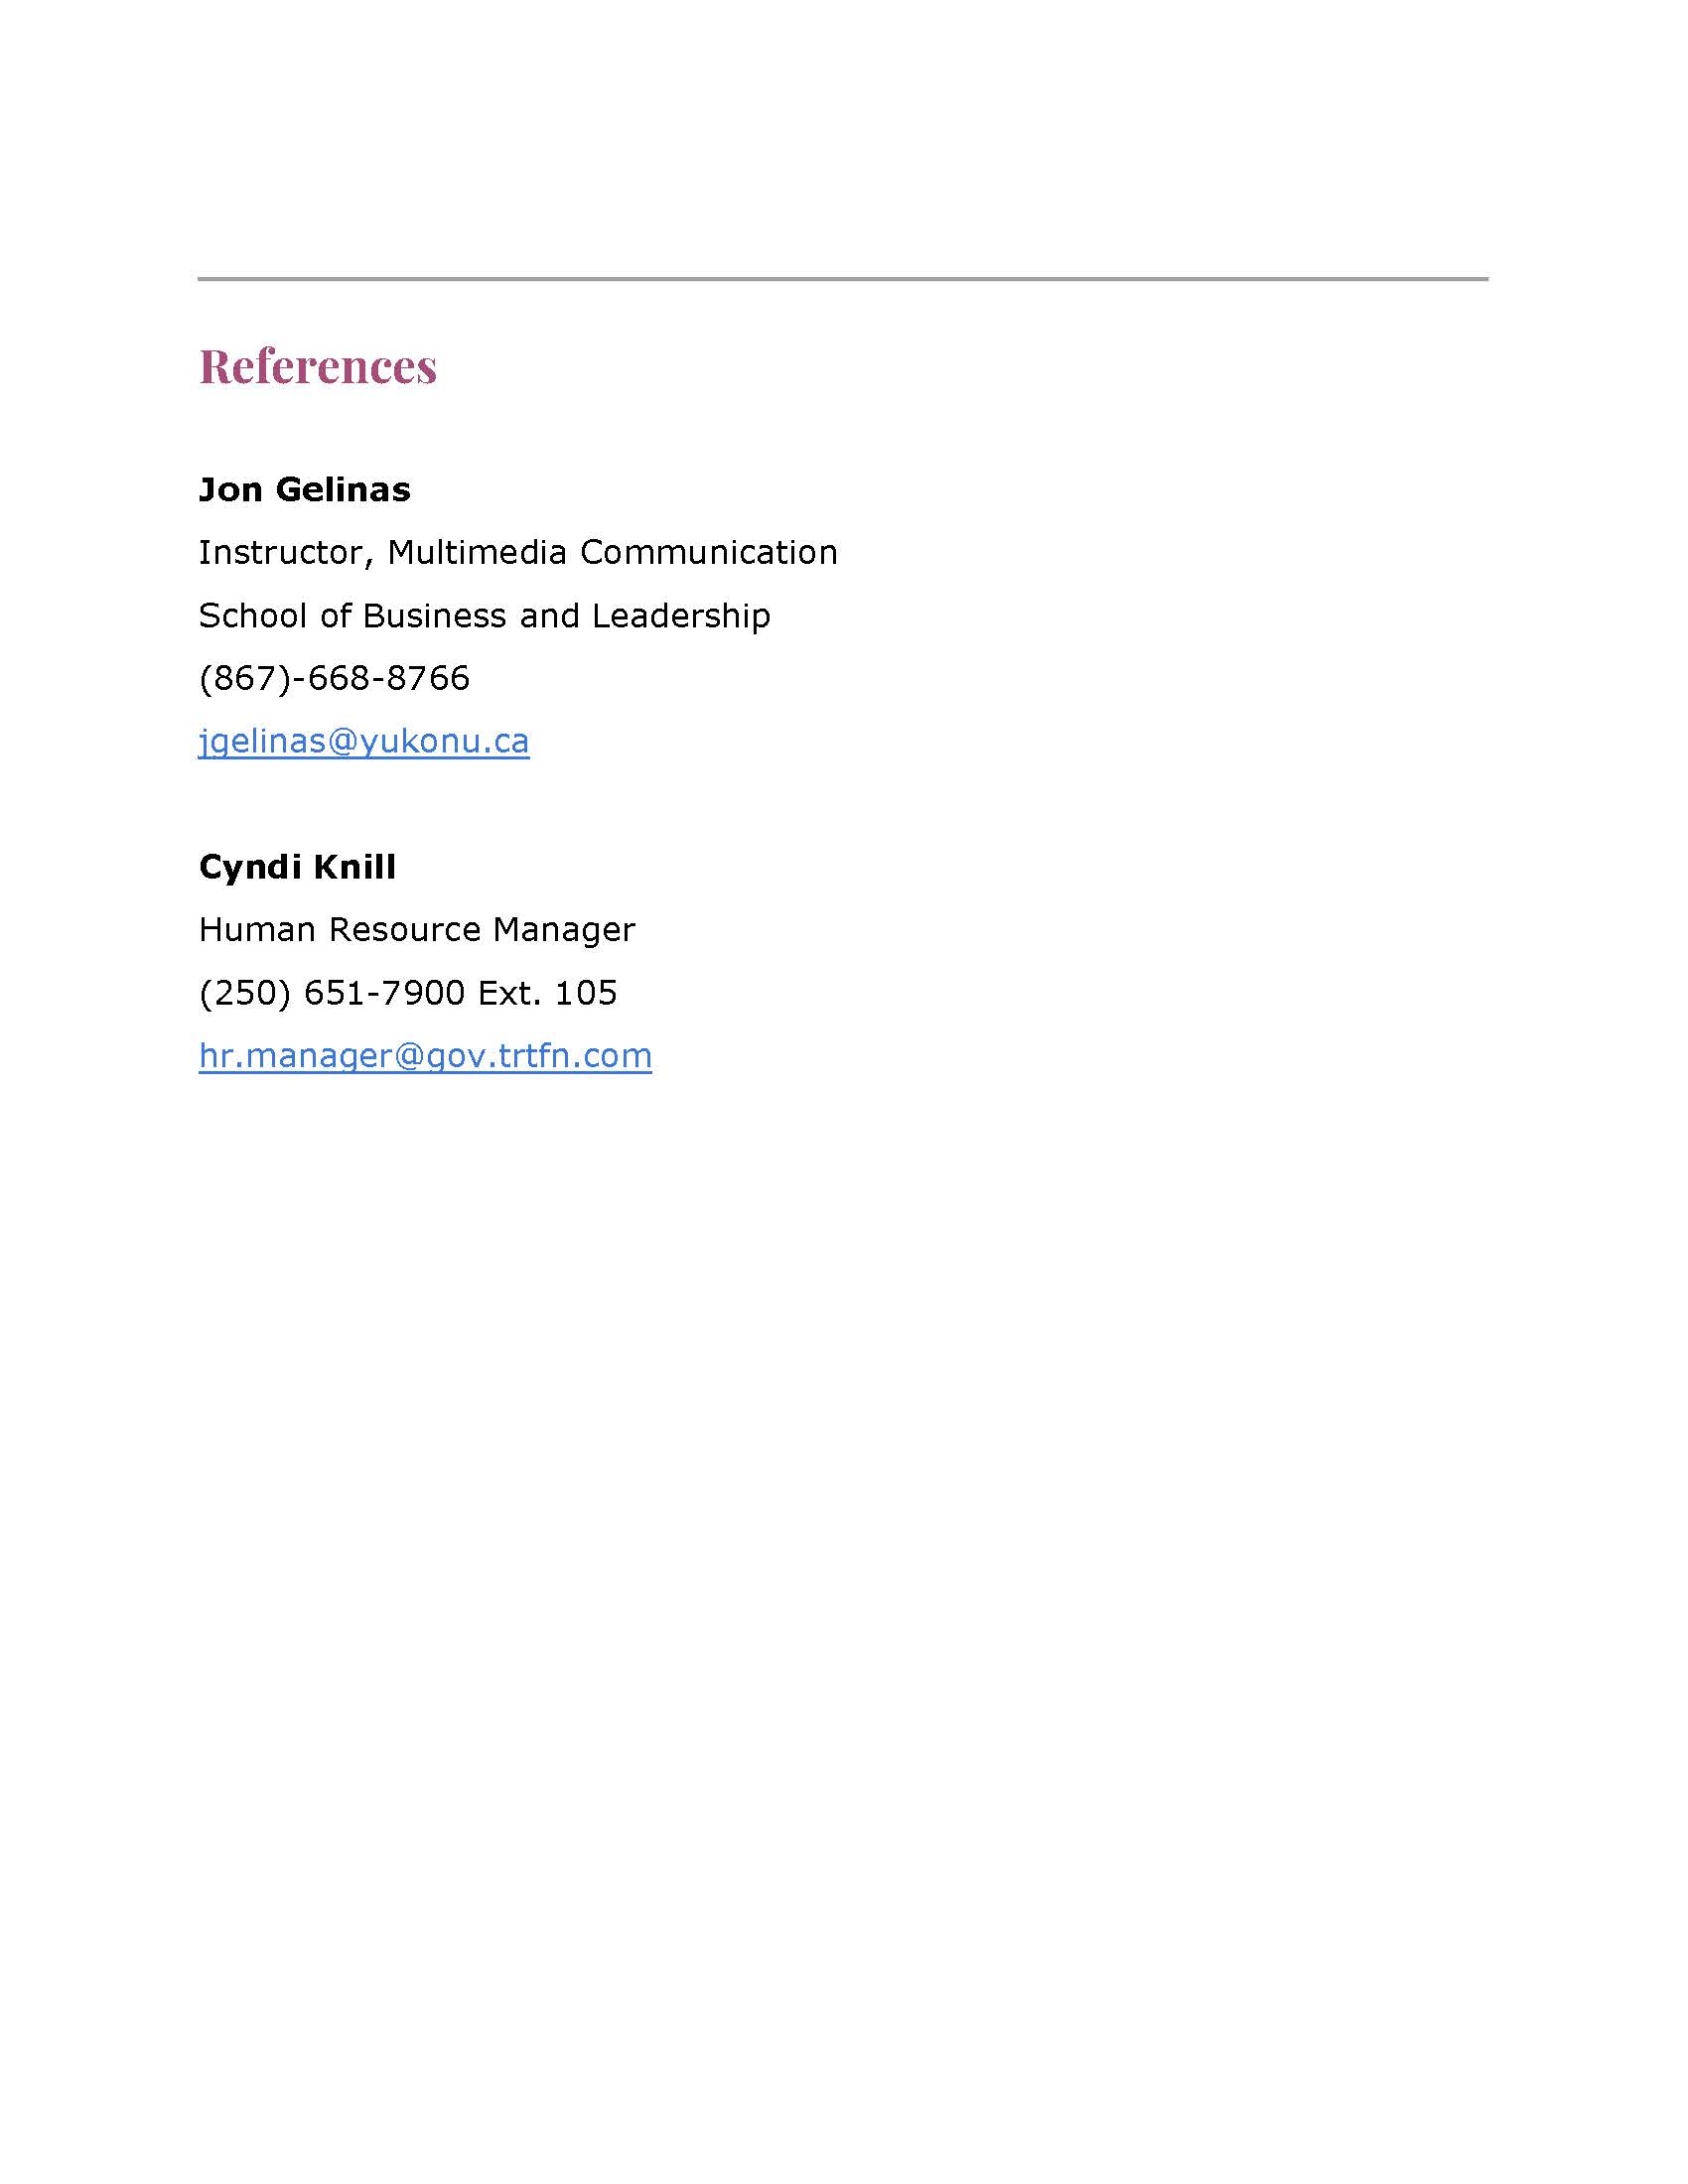 References
Jon Gelinas
Instructor, Multimedia Communication
School of Business and Leadership
(867)-668-8766
jgelinas@yukonu.ca
Cyndi Knill
Human Resource Manager
(250) 651-7900 Ext. 105
hr.manager@gov.trtfn.com